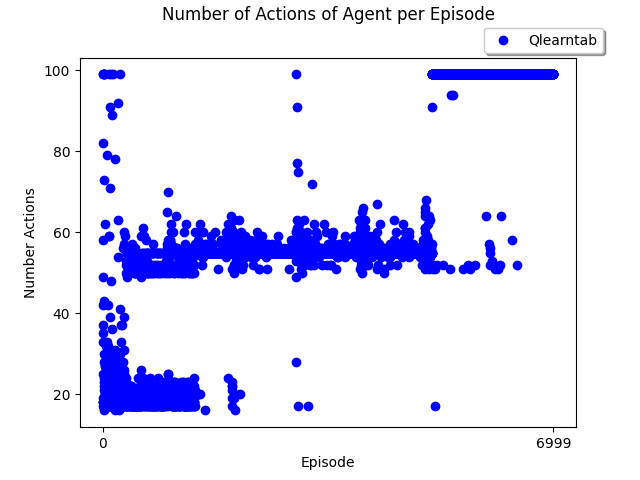 Number of Actions of Agent per Episode
Qlearntab
100
80
60
40
20
Number Actions
0
6999
Episode